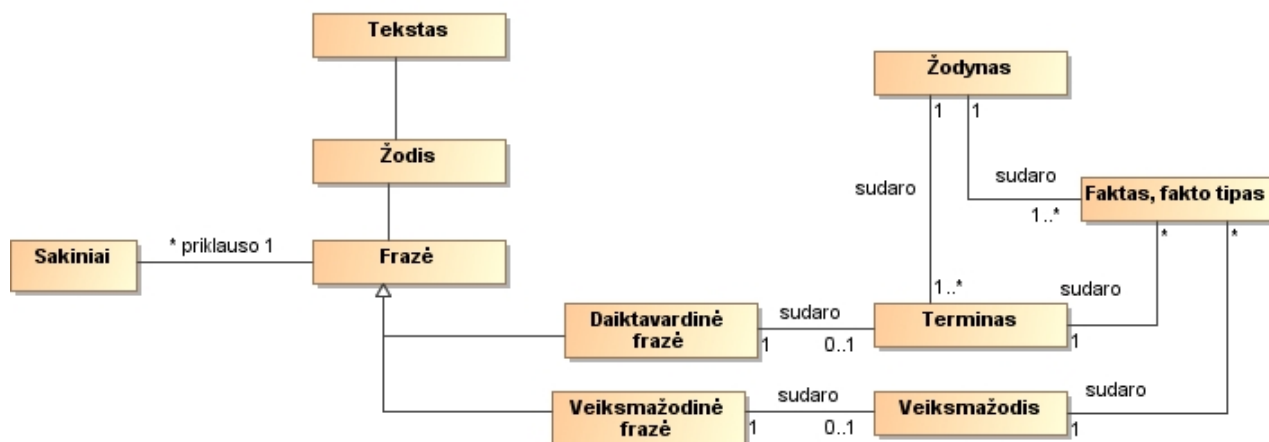 Tekstas
Žodynas
1
1
Žodis
sudaro
sudaro
Faktas, fakto tipas
1..*
*
*
Sakiniai
* priklauso 1
Frazė
1..*
sudaro
Daiktavardinė
frazė
1
sudaro
0..1
Terminas
1
Veiksmažodinė
frazė
1
sudaro
0..1
Veiksmažodis
1
sudaro